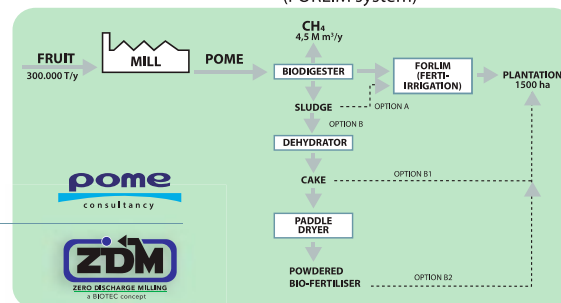 (FORLIM system)
CH₄
4,5 M m³/y
FRUIT
300.000 T/y
MILL
POME
BIODIGESTER
FORLIM
(FERTI-
IRRIGATION)
PLANTATION
1500 ha
SLUDGE
OPTION A
OPTION B
DEHYDRATOR
CAKE
OPTION B1
PADDLE
DRYER
POWDERED
BIO-FERTILISER
OPTION B2
pome
consultancy
ZDM
ZERO DISCHARGE MILLING
a BIOTEC concept